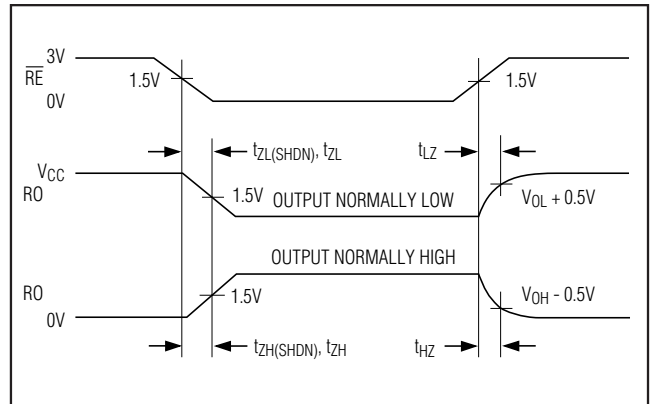 3V
R̅E̅
1.5V
1.5V
0V
tZL(SHDN), tZL
tLZ
VCC
RO
1.5V
OUTPUT NORMALLY LOW
VOL + 0.5V
OUTPUT NORMALLY HIGH
RO
1.5V
VOH - 0.5V
0V
tZH(SHDN), tZH
tHZ